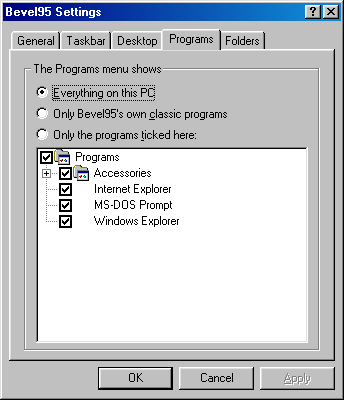 Bevel95 Settings
General Taskbar Desktop Programs Folders
The Programs menu shows
Everything on this PC
Only Bevel95's own classic programs
Only the programs ticked here:
Programs
Accessories
Internet Explorer
MS-DOS Prompt
Windows Explorer
OK Cancel Apply